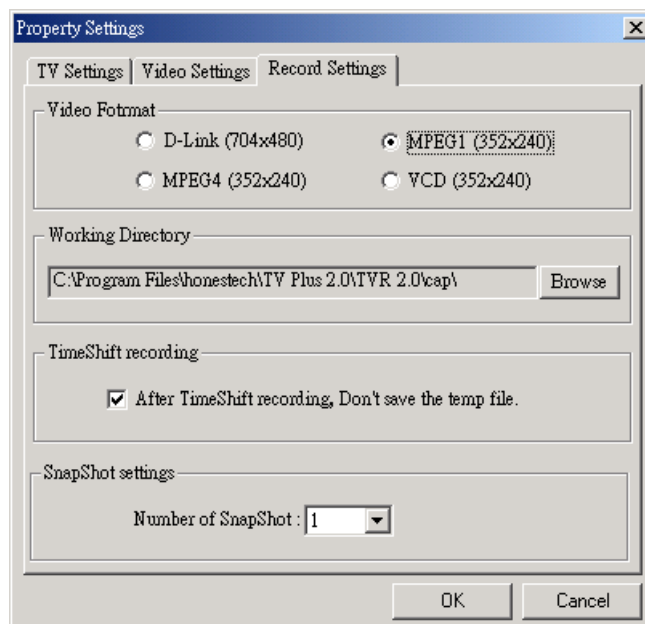 Property Settings
TV Settings Video Settings Record Settings
Video Fotrmat
D-Link (704x480) MPEG1 (352x240)
MPEG4 (352x240) VCD (352x240)
Working Directory
C:\Program Files\honestech\TV Plus 2.0\TVR 2.0\cap\ Browse
TimeShift recording
After TimeShift recording, Don't save the temp file.
SnapShot settings
Number of SnapShot : 1
OK Cancel